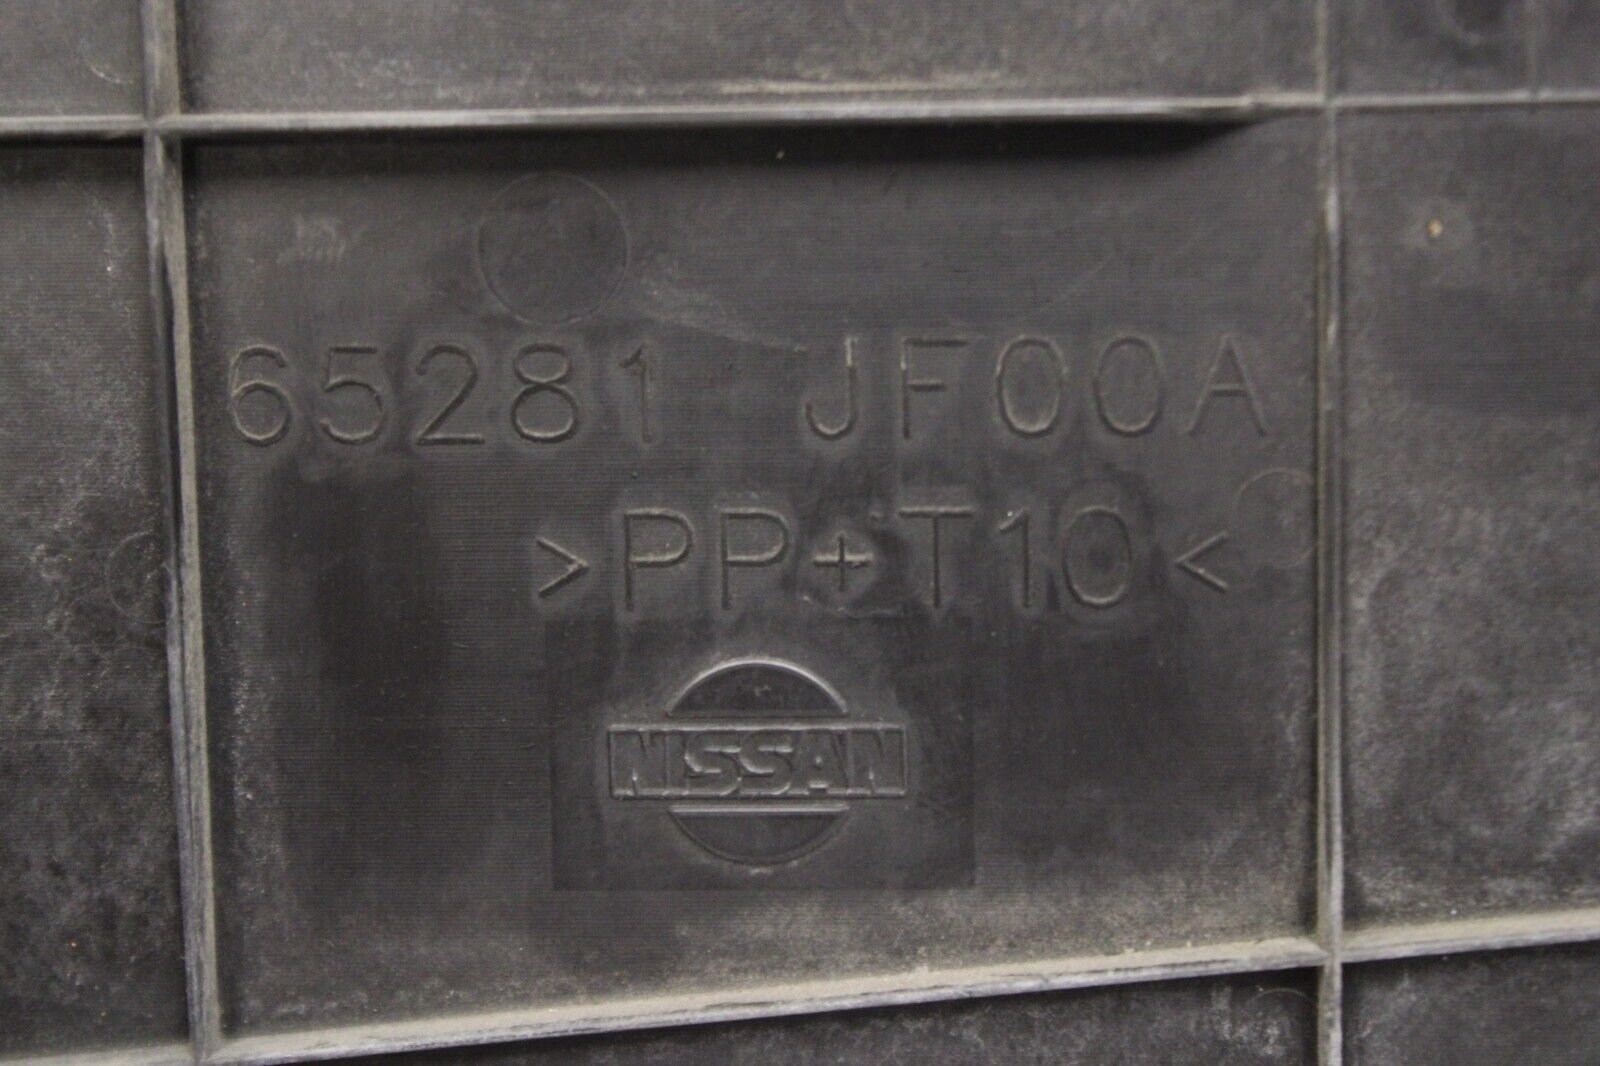 65281 JF00A
>PP+T10<
NISSAN